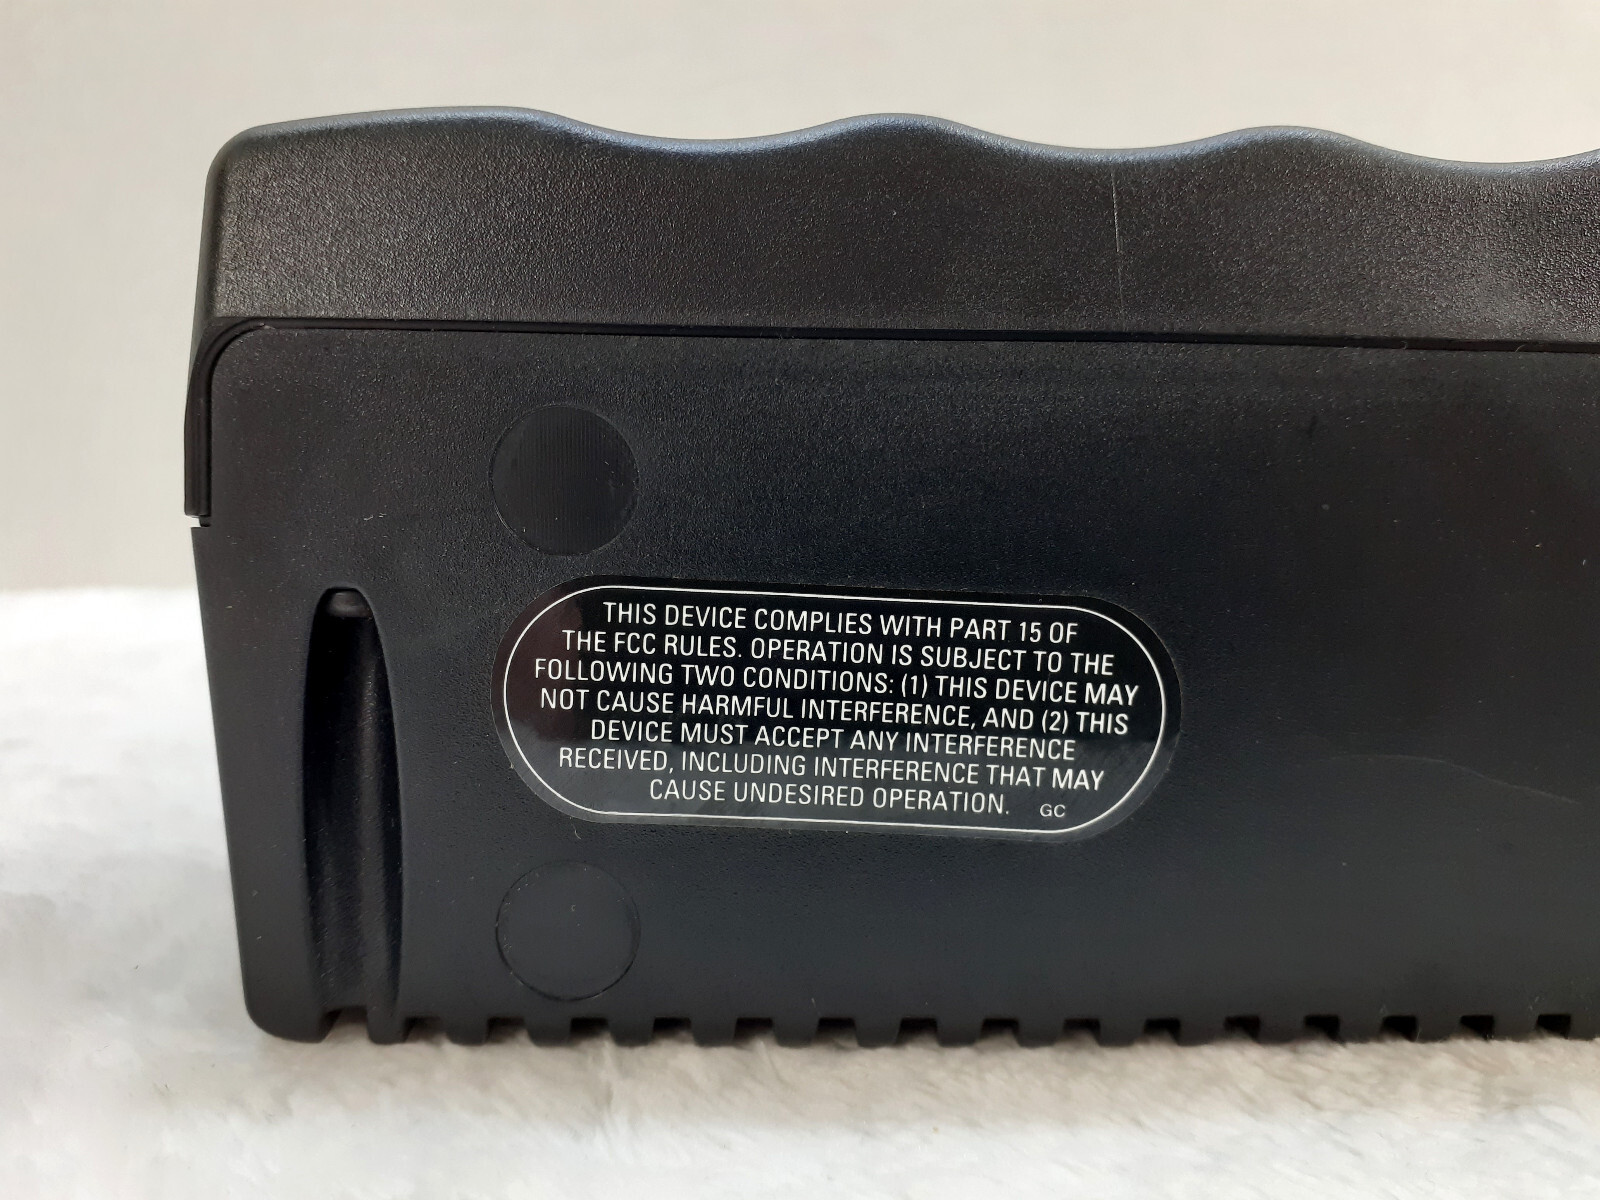 THIS DEVICE COMPLIES WITH PART 15 OF
THE FCC RULES. OPERATION IS SUBJECT TO THE
FOLLOWING TWO CONDITIONS: (1) THIS DEVICE MAY
NOT CAUSE HARMFUL INTERFERENCE, AND (2) THIS
DEVICE MUST ACCEPT ANY INTERFERENCE
RECEIVED, INCLUDING INTERFERENCE THAT MAY
CAUSE UNDESIRED OPERATION. GC